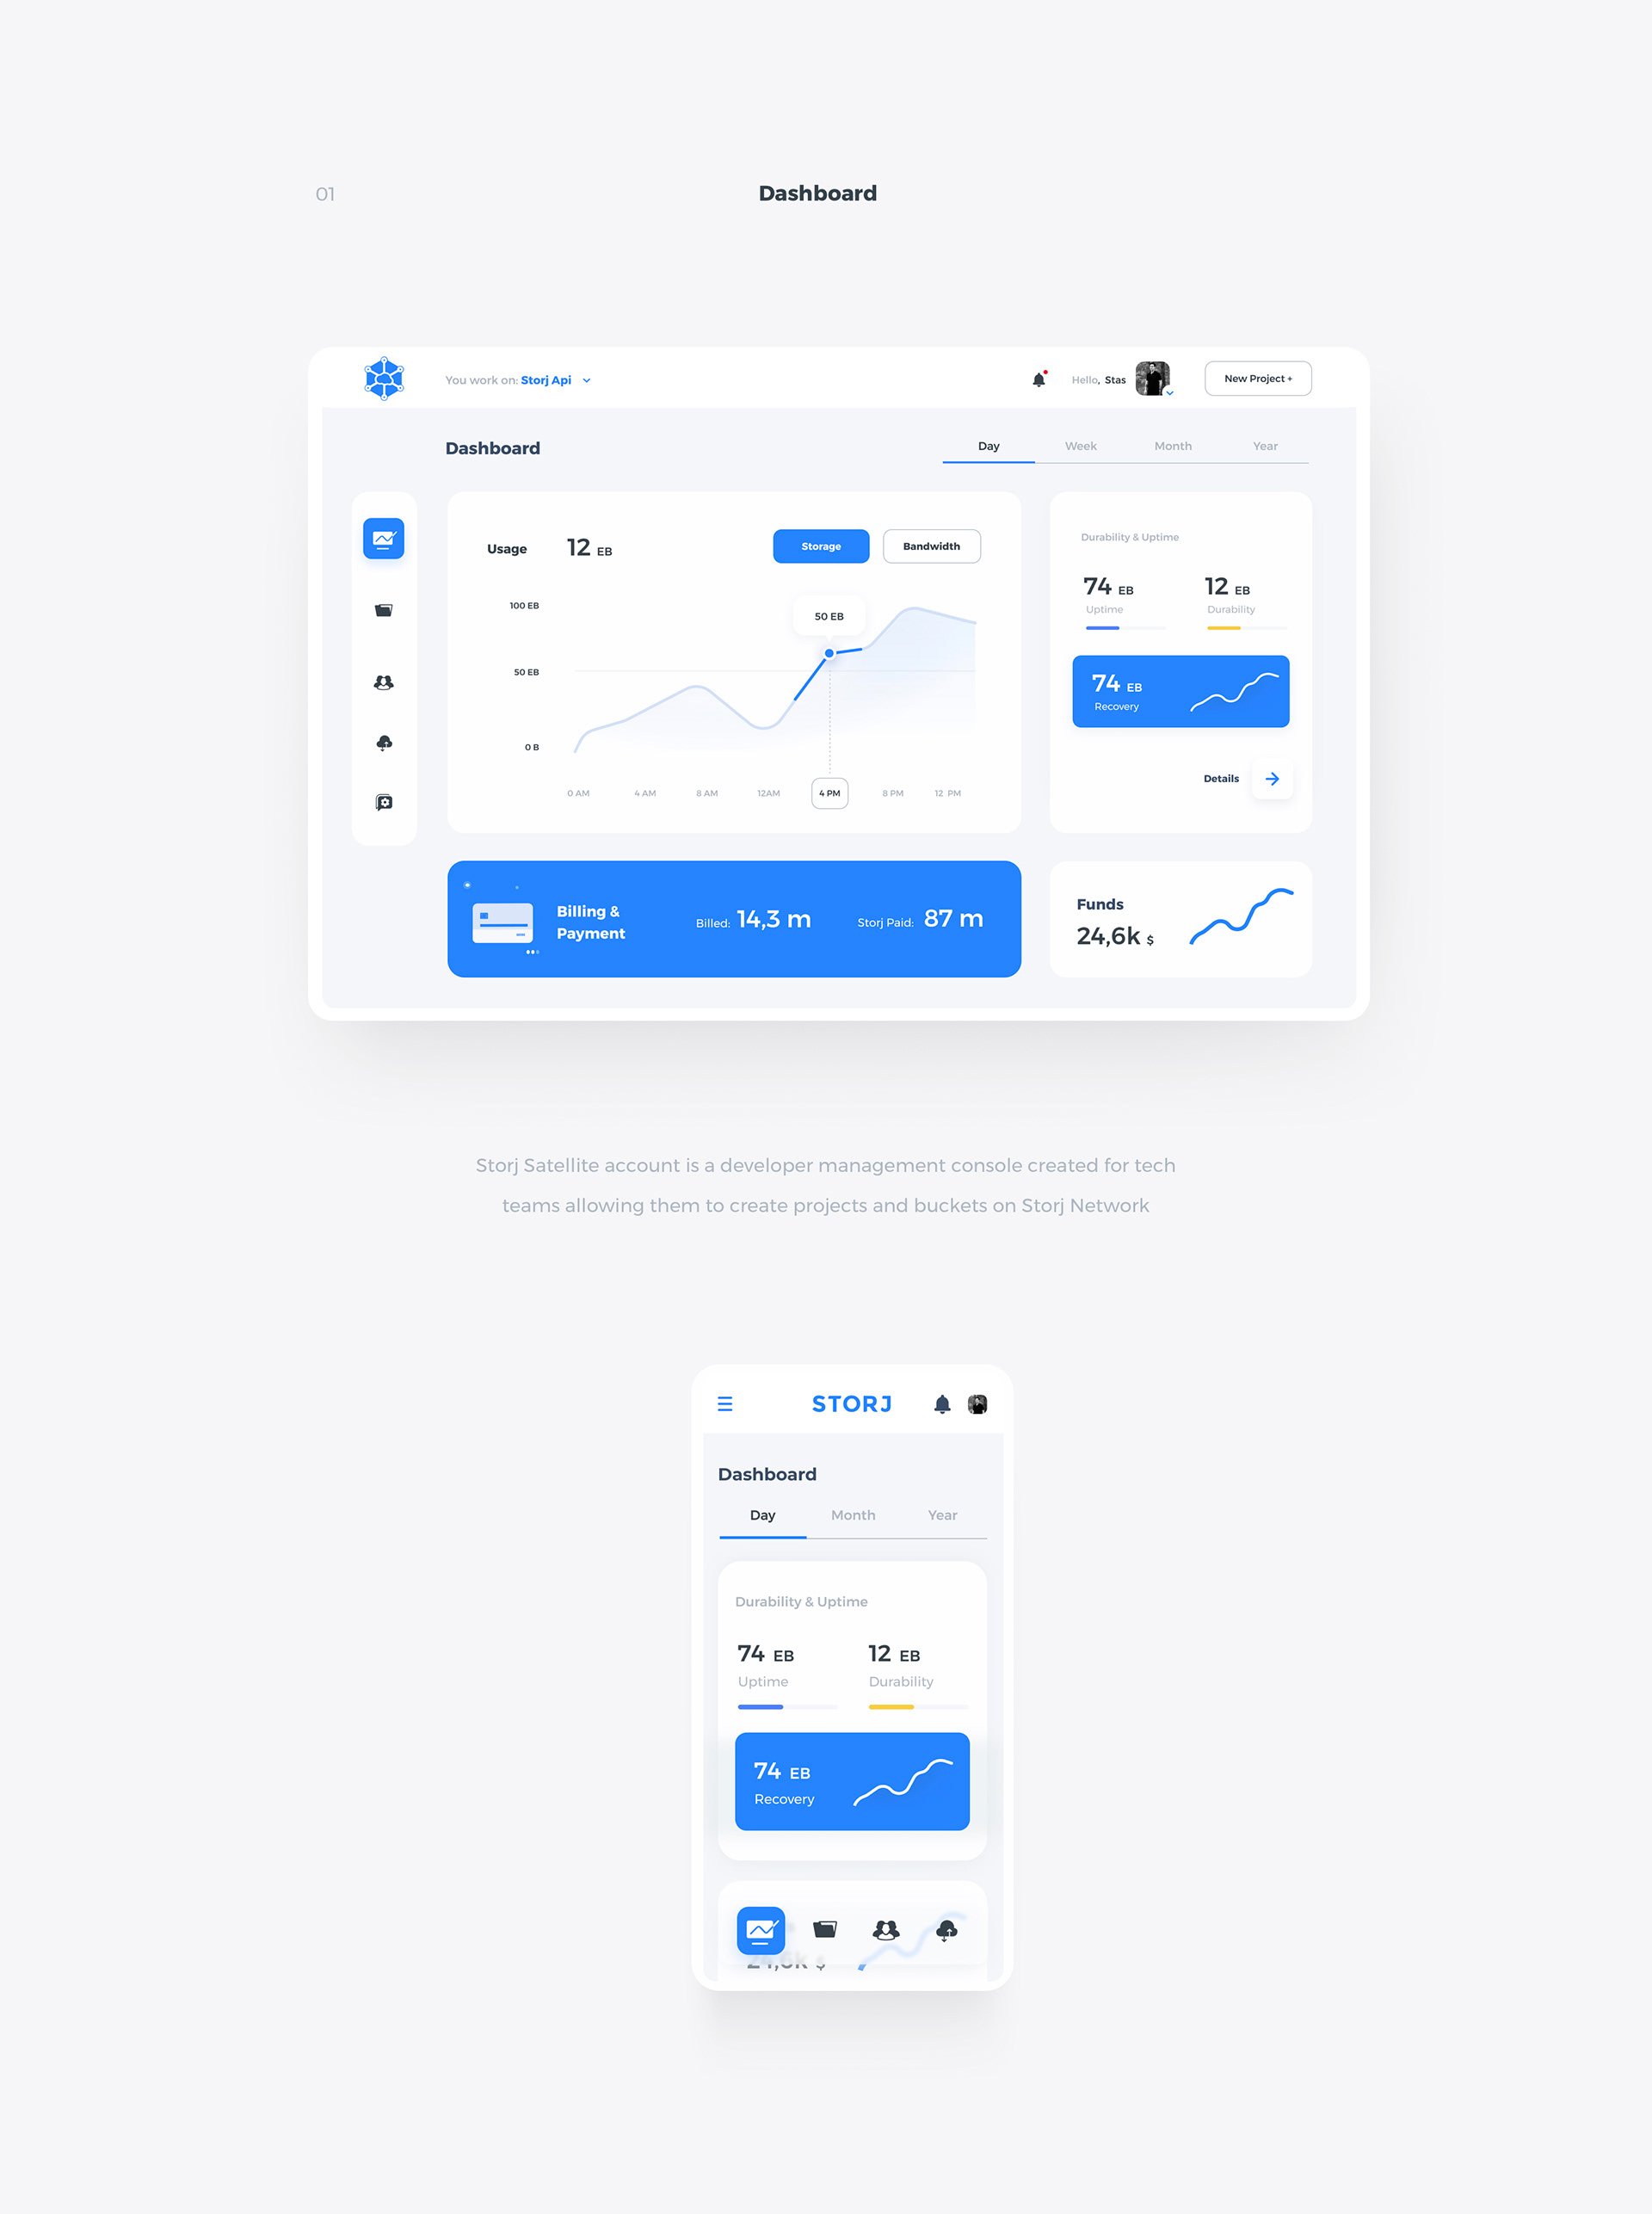 01
Dashboard
You work on: Storj Api
Hello, Stas
New Project +
Dashboard
Day Week Month Year
Usage 12 EB
Storage Bandwidth
100 EB
50 EB
0 B
50 EB
0 AM 4 AM 8 AM 12AM 4 PM 8 PM 12 PM
Durability & Uptime
74 EB 12 EB
Uptime Durability
74 EB
Recovery
Details
Billing &
Payment
Billed: 14,3 m
Storj Paid: 87 m
Funds
24,6k $
Storj Satellite account is a developer management console created for tech
teams allowing them to create projects and buckets on Storj Network
STORJ
Dashboard
Day Month Year
Durability & Uptime
74 EB 12 EB
Uptime Durability
74 EB
Recovery
24,6k $